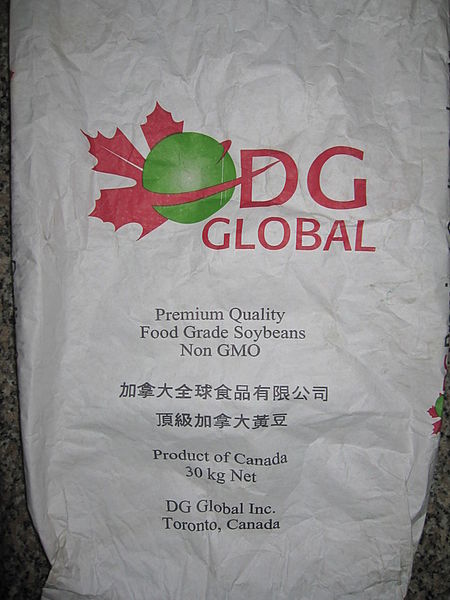 DG
GLOBAL
Premium Quality
Food Grade Soybeans
Non GMO
加拿大全球食品有限公司
頂級加拿大黃豆
Product of Canada
30 kg Net
DG Global Inc.
Toronto, Canada